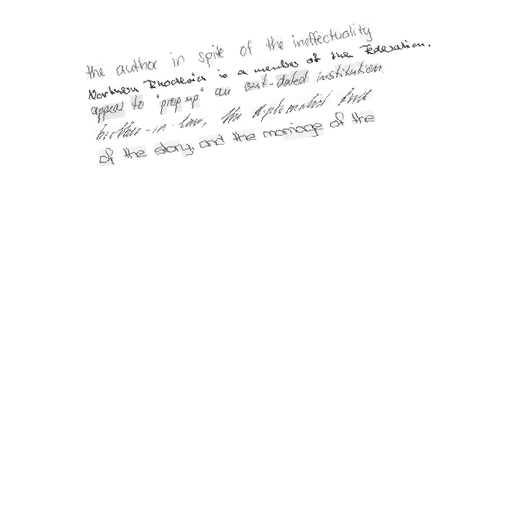 the author in spite of the ineffectuality
Northern Rhodesia is a member of the Federation.
appear to "prop up" an out-dated institution.
brother-in-law, the diplomatist
of the story, and the marriage of the